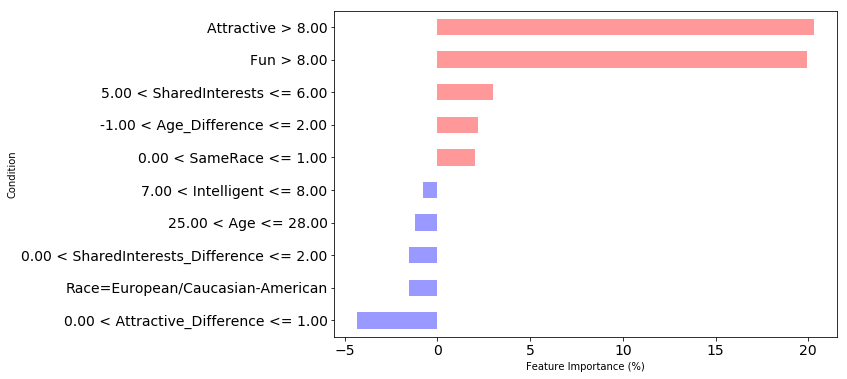 Attractive > 8.00
Fun > 8.00
5.00 < SharedInterests <= 6.00
-1.00 < Age_Difference <= 2.00
0.00 < SameRace <= 1.00
7.00 < Intelligent <= 8.00
25.00 < Age <= 28.00
0.00 < SharedInterests_Difference <= 2.00
Race=European/Caucasian-American
0.00 < Attractive_Difference <= 1.00
Condition
−5 0 5 10 15 20
Feature Importance (%)